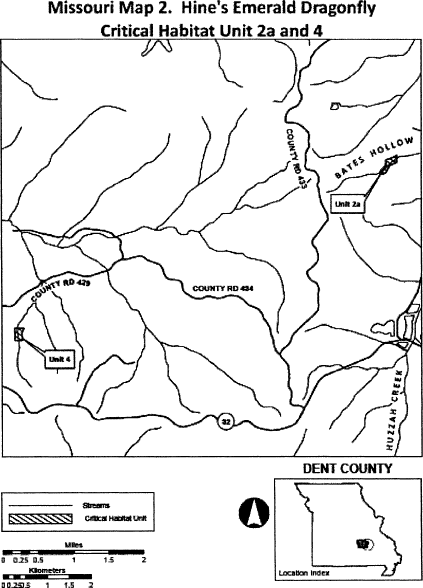 Missouri Map 2. Hine's Emerald Dragonfly
Critical Habitat Unit 2a and 4
COUNTY RD 433
BATES HOLLOW
Unit 2a
COUNTY RD 429
COUNTY RD 434
Unit 4
32
HUZZAH CREEK
DENT COUNTY
Streams
Critical Habitat Unit
Miles
0 0.25 0.5 1 1.5 2
Kilometers
0 0.25 0.5 1 1.5 2
Location Index